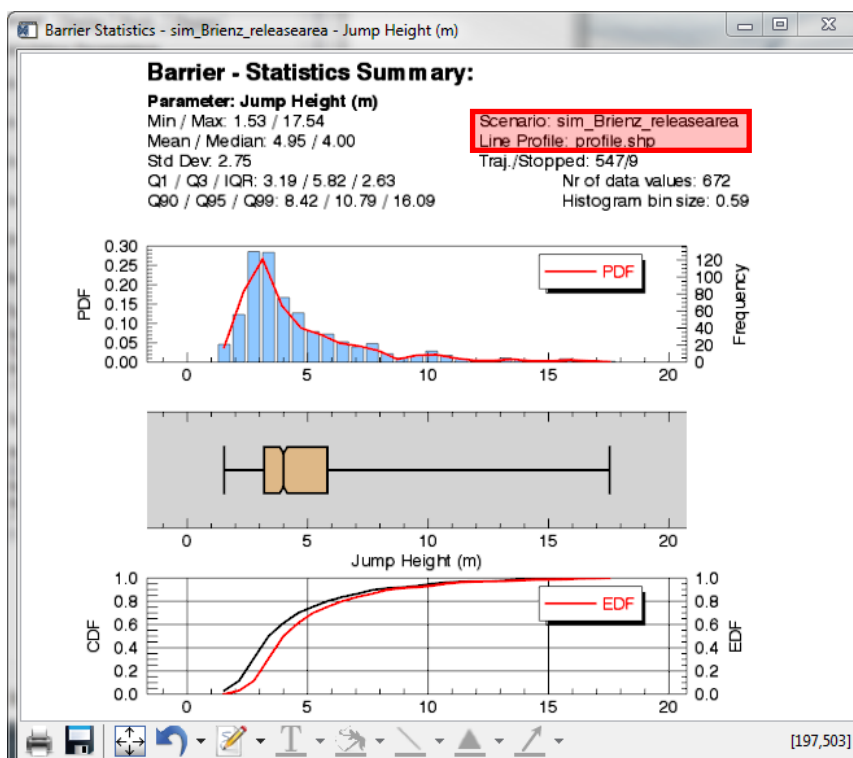 Barrier Statistics - sim_Brienz_releasearea - Jump Height (m)
Barrier - Statistics Summary:
Parameter: Jump Height (m)
Min / Max: 1.53 / 17.54
Scenario: sim_Brienz_releasearea
Mean / Median: 4.95 / 4.00
Line Profile: profile.shp
Std Dev: 2.75
Traj./Stopped: 547/9
Q1 / Q3 / IQR: 3.19 / 5.82 / 2.63
Nr of data values: 672
Q90 / Q95 / Q99: 8.42 / 10.79 / 16.09
Histogram bin size: 0.59
PDF
0.30
0.25
0.20
0.15
0.10
0.05
0.00
PDF
120
100
80
60
40
20
0
Frequency
0 5 10 15 20
0 5 10 15 20
Jump Height (m)
CDF
1.0
0.8
0.6
0.4
0.2
0.0
EDF
1.0
0.8
0.6
0.4
0.2
0.0
EDF
0 5 10 15 20
T
[197,503]